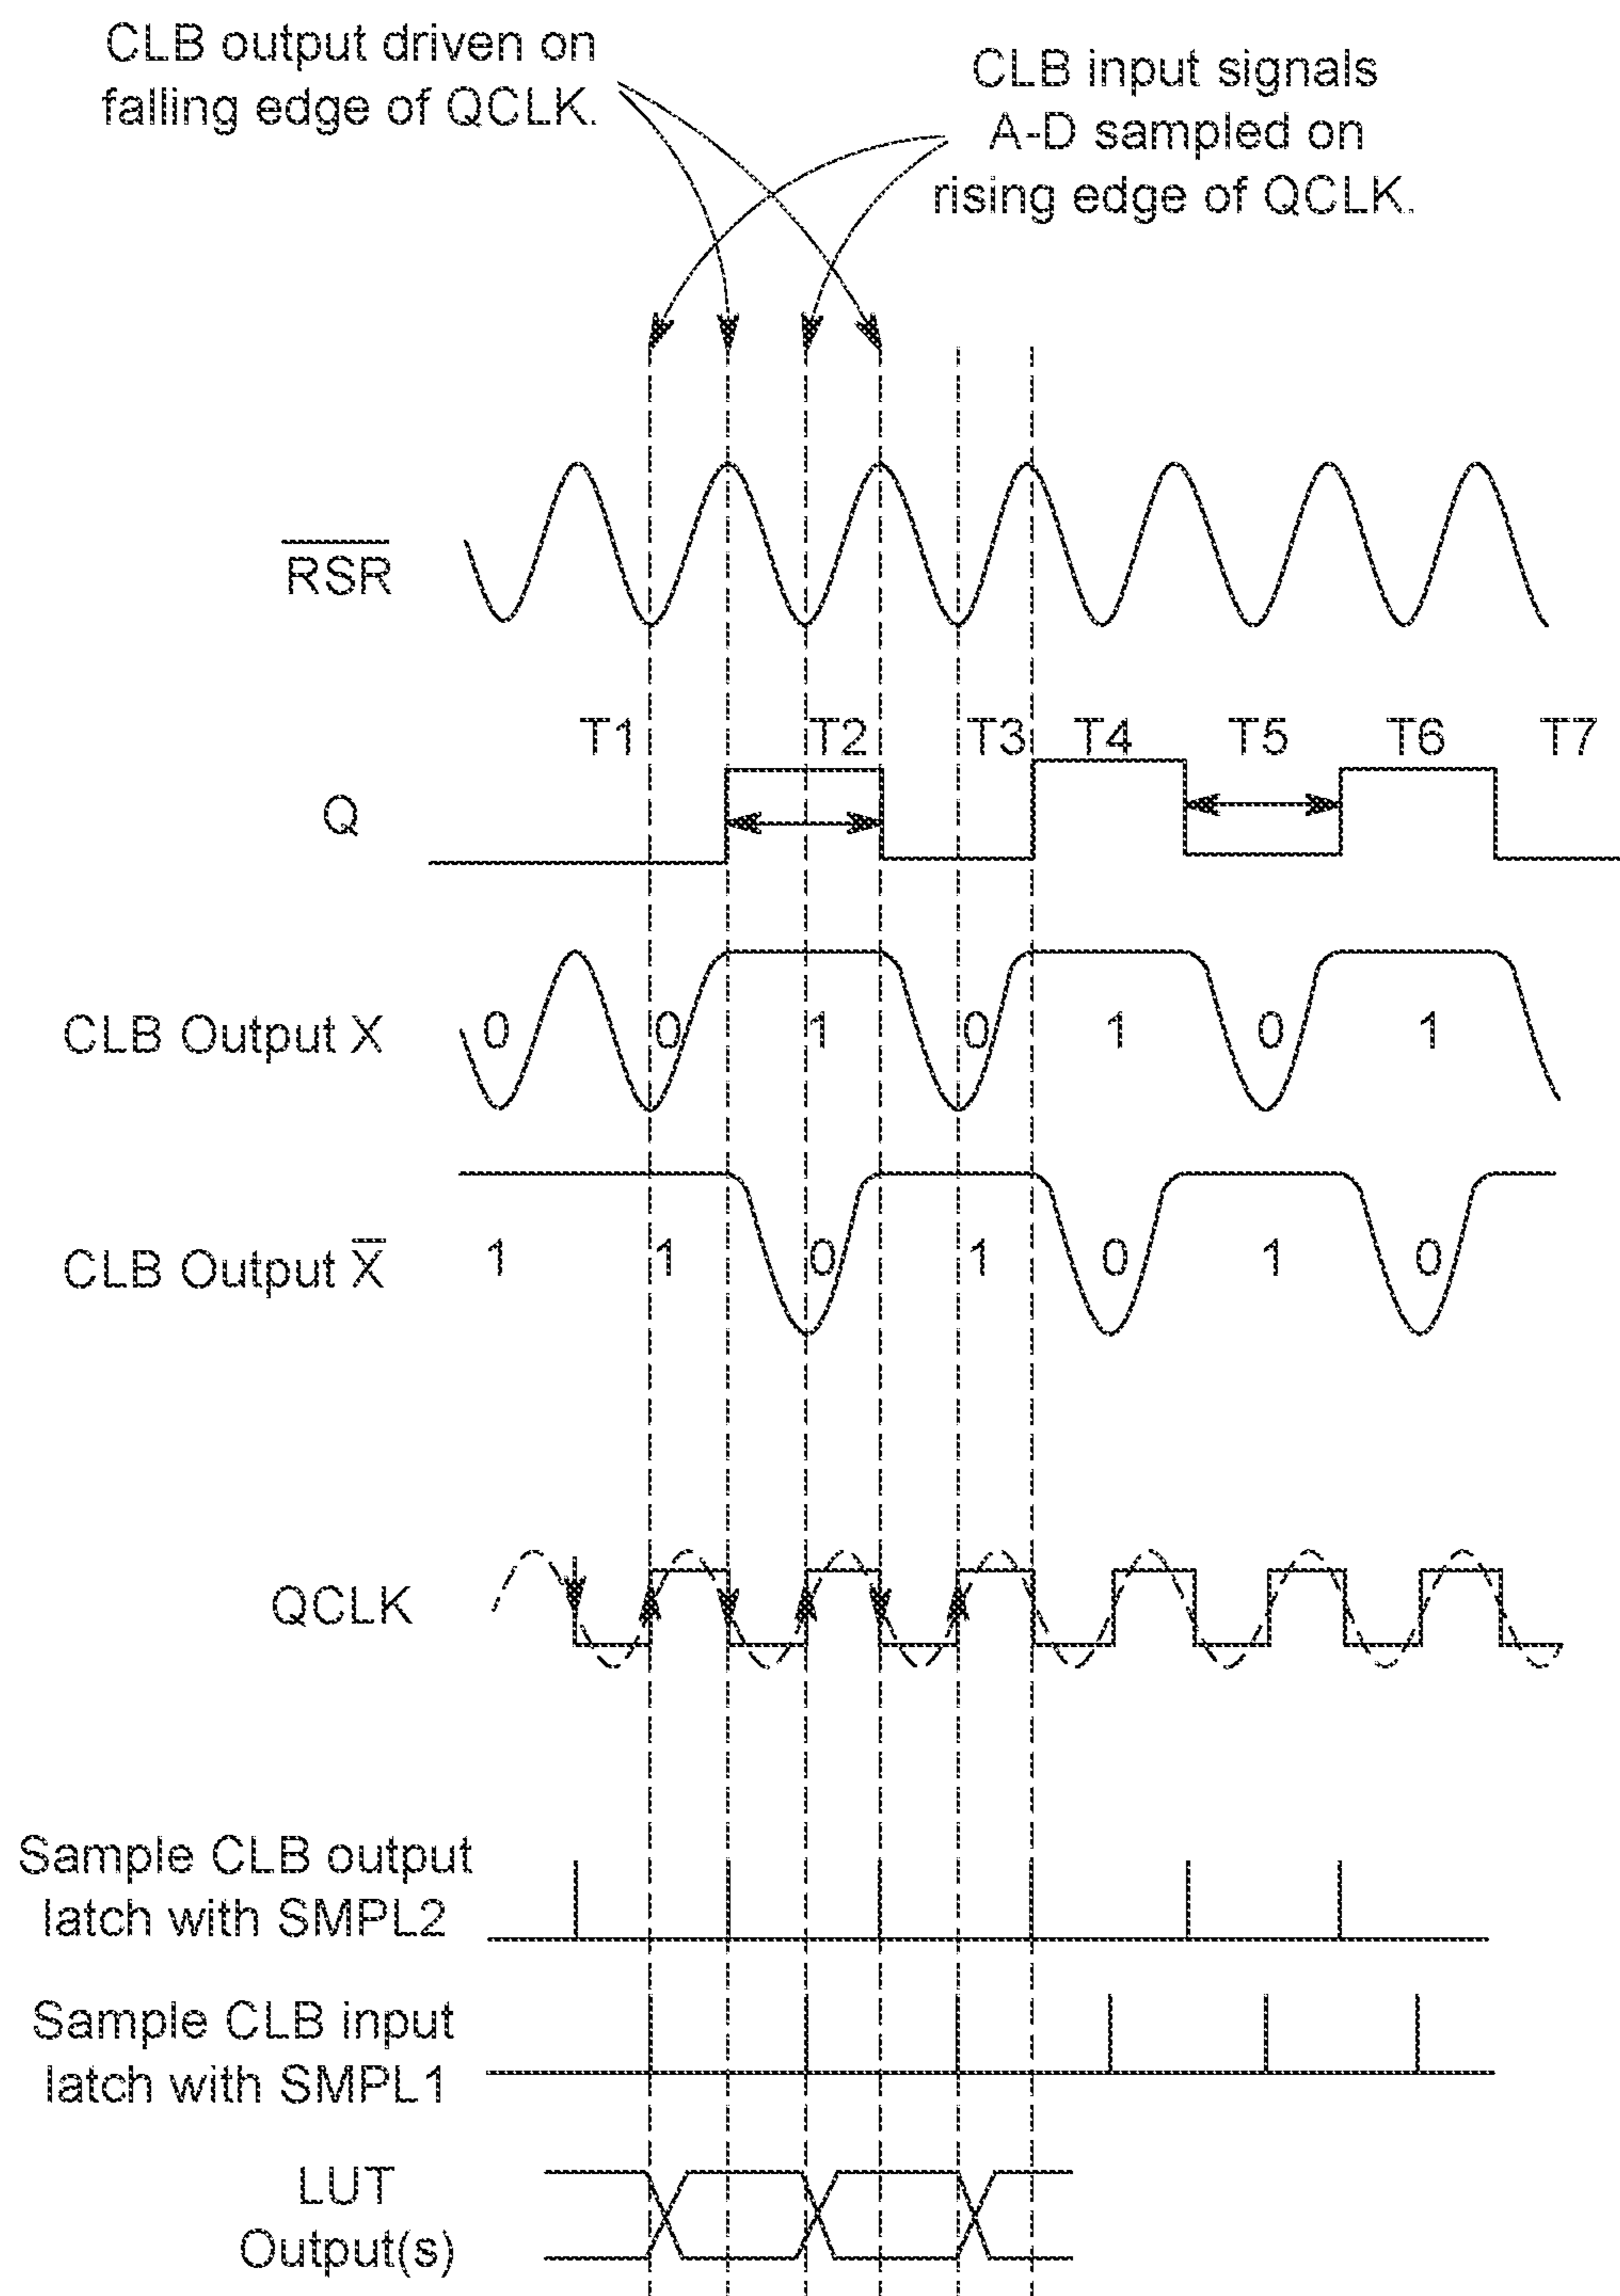 CLB output driven on
falling edge of QCLK.
CLB input signals
A-D sampled on
rising edge of QCLK.
R̅S̅R̅
T1 T2 T3 T4 T5 T6 T7
Q
CLB Output X 0 0 1 0 1 0 1
CLB Output X̅ 1 1 0 1 0 1 0
QCLK
Sample CLB output
latch with SMPL2
Sample CLB input
latch with SMPL1
LUT
Output(s)